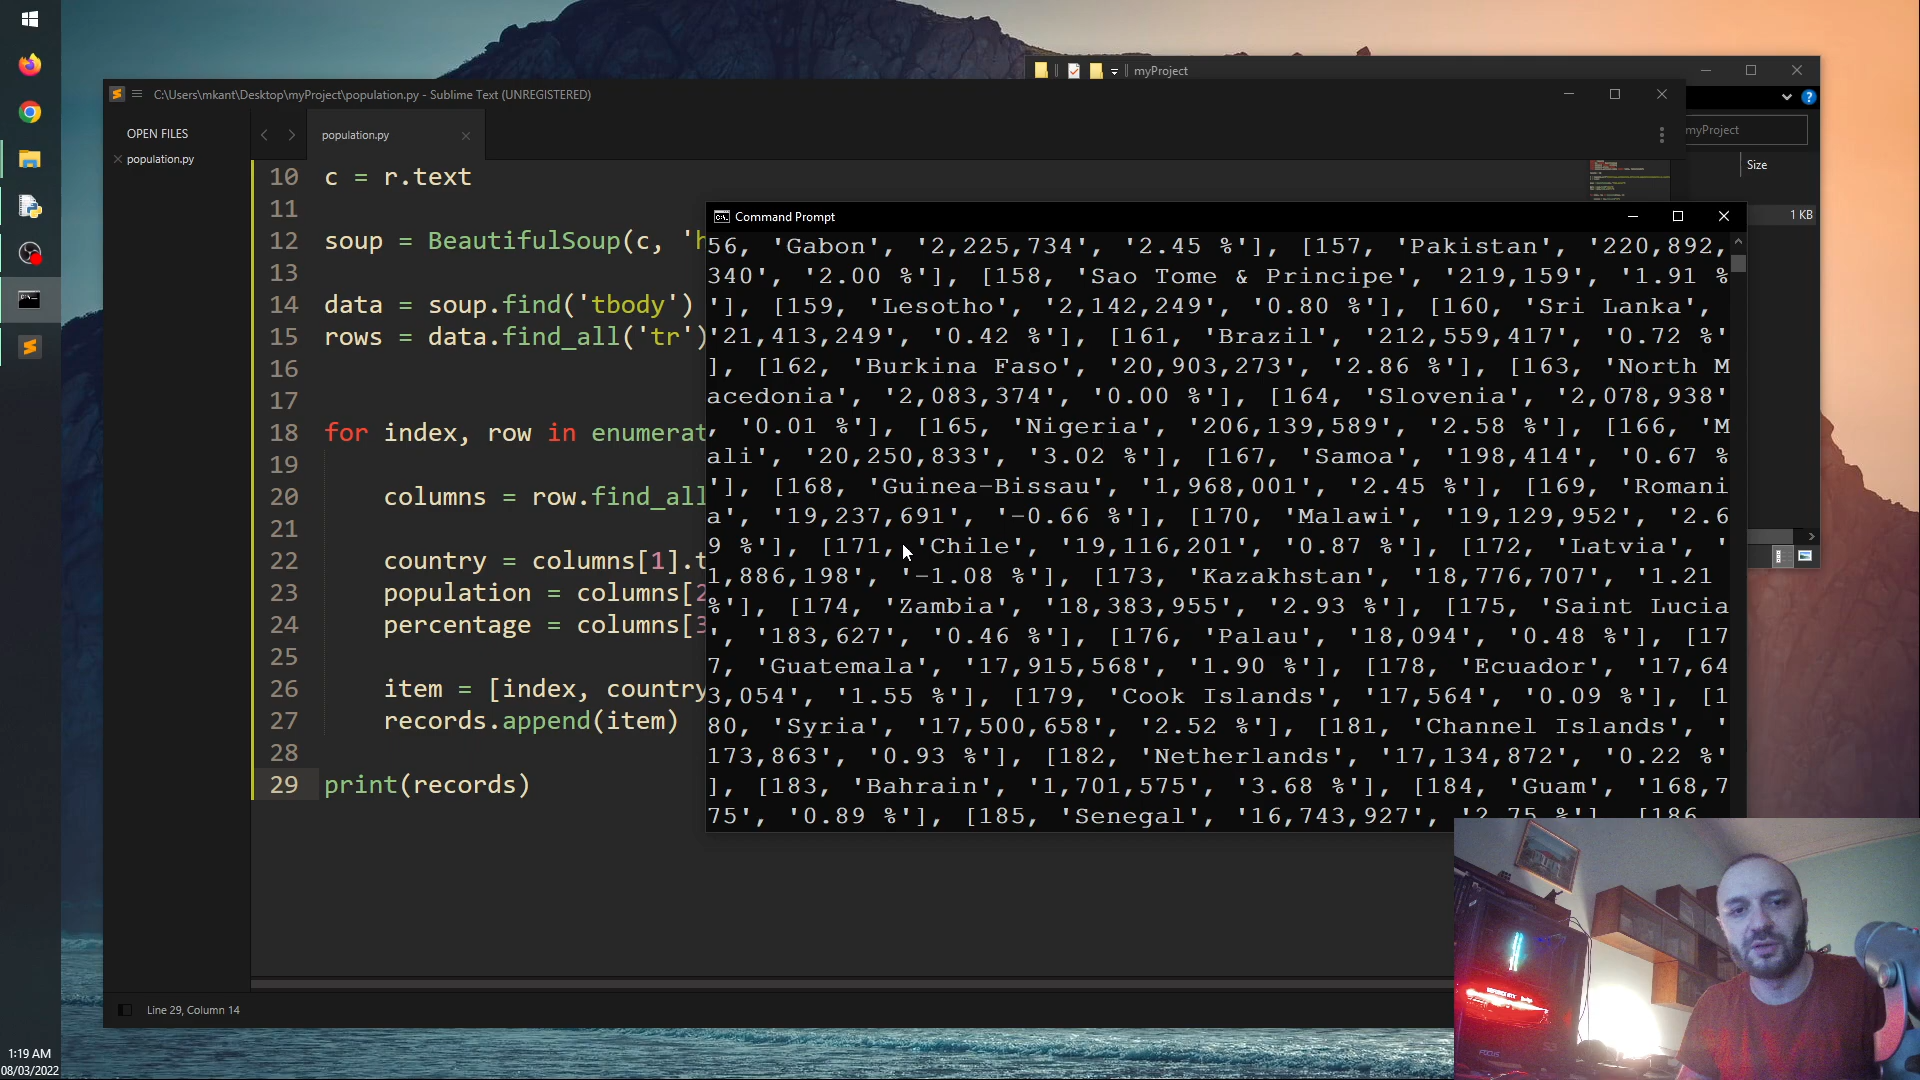 myProject
C:\Users\mkant\Desktop\myProject\population.py - Sublime Text (UNREGISTERED)
OPEN FILES
population.py
population.py
myProject
Size
1 KB
10 c = r.text
11
12 soup = BeautifulSoup(c, '
13
14 data = soup.find('tbody')
15 rows = data.find_all('tr')
16
17
18 for index, row in enumerat
19
20 columns = row.find_all
21
22 country = columns[1].t
23 population = columns[2
24 percentage = columns[3
25
26 item = [index, country
27 records.append(item)
28
29 print(records)
Command Prompt
56, 'Gabon', '2,225,734', '2.45 %'], [157, 'Pakistan', '220,892,
340', '2.00 %'], [158, 'Sao Tome & Principe', '219,159', '1.91 %
'], [159, 'Lesotho', '2,142,249', '0.80 %'], [160, 'Sri Lanka',
'21,413,249', '0.42 %'], [161, 'Brazil', '212,559,417', '0.72 %'
], [162, 'Burkina Faso', '20,903,273', '2.86 %'], [163, 'North M
acedonia', '2,083,374', '0.00 %'], [164, 'Slovenia', '2,078,938'
, '0.01 %'], [165, 'Nigeria', '206,139,589', '2.58 %'], [166, 'M
ali', '20,250,833', '3.02 %'], [167, 'Samoa', '198,414', '0.67 %
'], [168, 'Guinea-Bissau', '1,968,001', '2.45 %'], [169, 'Romani
a', '19,237,691', '-0.66 %'], [170, 'Malawi', '19,129,952', '2.6
9 %'], [171, 'Chile', '19,116,201', '0.87 %'], [172, 'Latvia', '
1,886,198', '-1.08 %'], [173, 'Kazakhstan', '18,776,707', '1.21
%'], [174, 'Zambia', '18,383,955', '2.93 %'], [175, 'Saint Lucia
', '183,627', '0.46 %'], [176, 'Palau', '18,094', '0.48 %'], [17
7, 'Guatemala', '17,915,568', '1.90 %'], [178, 'Ecuador', '17,64
3,054', '1.55 %'], [179, 'Cook Islands', '17,564', '0.09 %'], [1
80, 'Syria', '17,500,658', '2.52 %'], [181, 'Channel Islands', '
173,863', '0.93 %'], [182, 'Netherlands', '17,134,872', '0.22 %'
], [183, 'Bahrain', '1,701,575', '3.68 %'], [184, 'Guam', '168,7
75', '0.89 %'], [185, 'Senegal', '16,743,927', '2.75 %'], [186
Line 29, Column 14
1:19 AM
08/03/2022